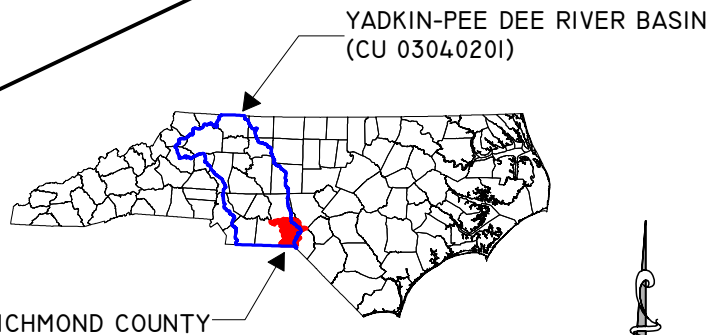 YADKIN-PEE DEE RIVER BASIN
(CU 03040201)
ICHMOND COUNTY